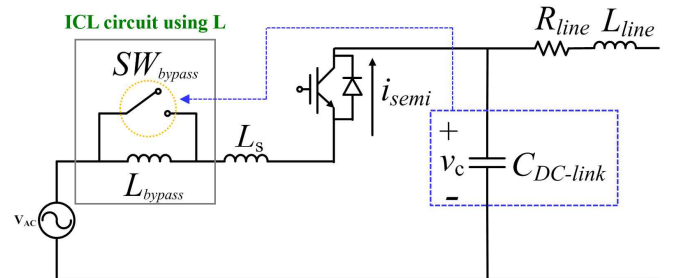 ICL circuit using L
SW_bypass
L_bypass
L_s
V_AC
i_semi
R_line
L_line
+
v_c
-
C_DC-link